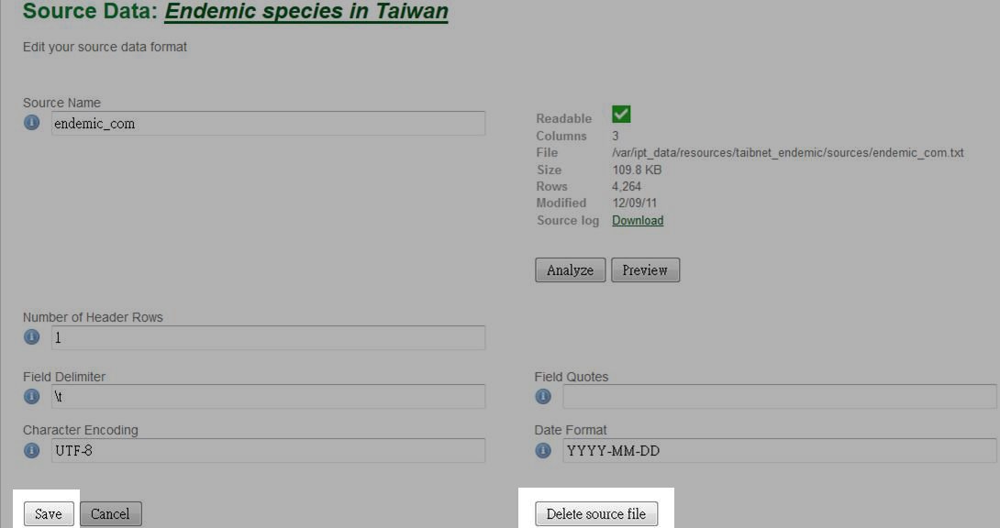 Source Data: Endemic species in Taiwan
Edit your source data format
Source Name
endemic_com
Readable
Columns 3
File /var/ipt_data/resources/taibnet_endemic/sources/endemic_com.txt
Size 109.8 KB
Rows 4,264
Modified 12/09/11
Source log Download
Analyze Preview
Number of Header Rows
1
Field Delimiter Field Quotes
\t
Character Encoding Date Format
UTF-8 YYYY-MM-DD
Save Cancel Delete source file